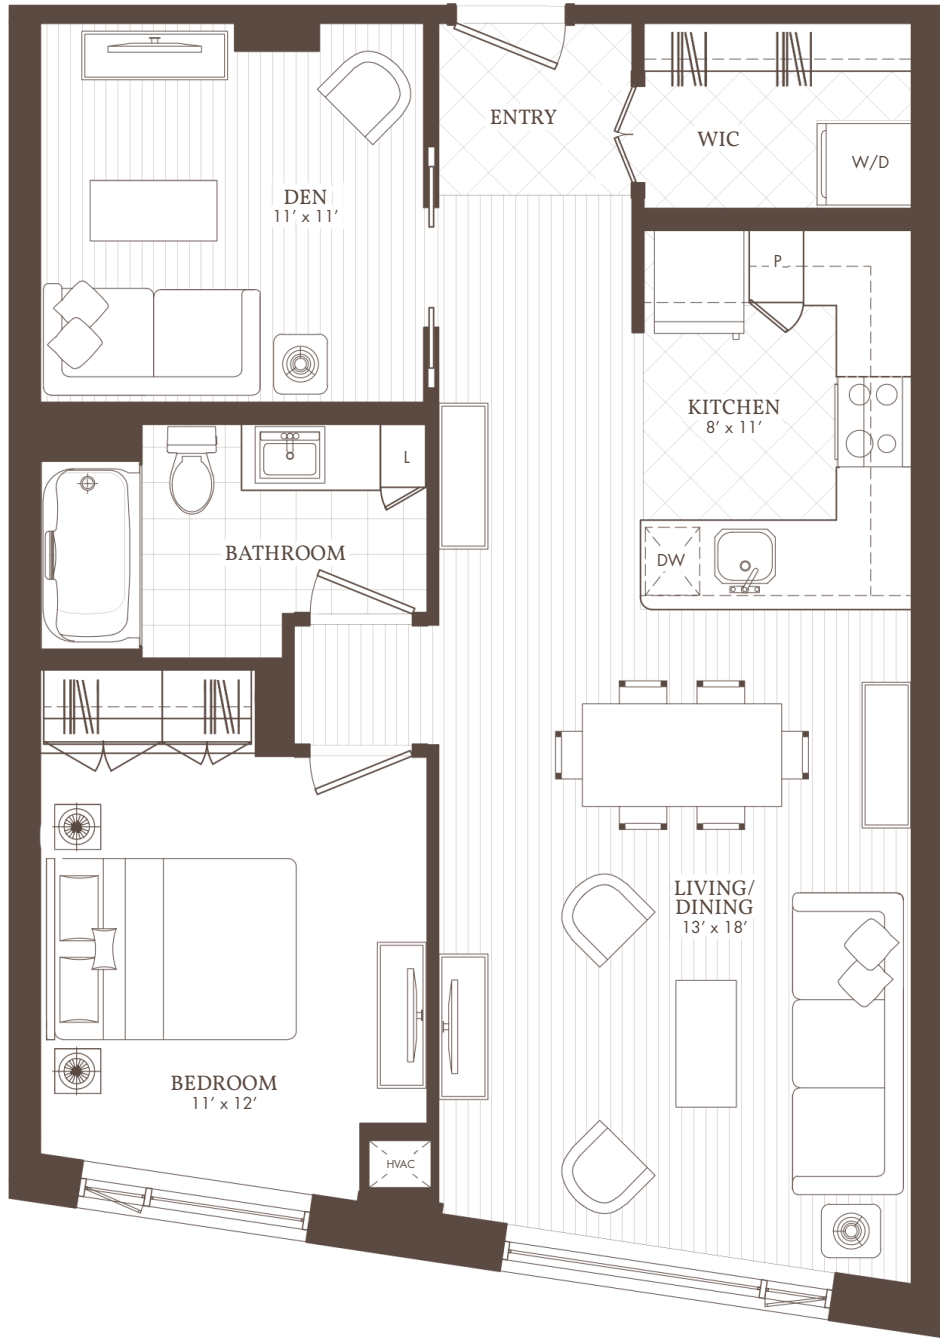 ENTRY
WIC
W/D
DEN
11’ x 11’
P
KITCHEN
8’ x 11’
L
BATHROOM
DW
LIVING/
DINING
13’ x 18’
BEDROOM
11’ x 12’
HVAC